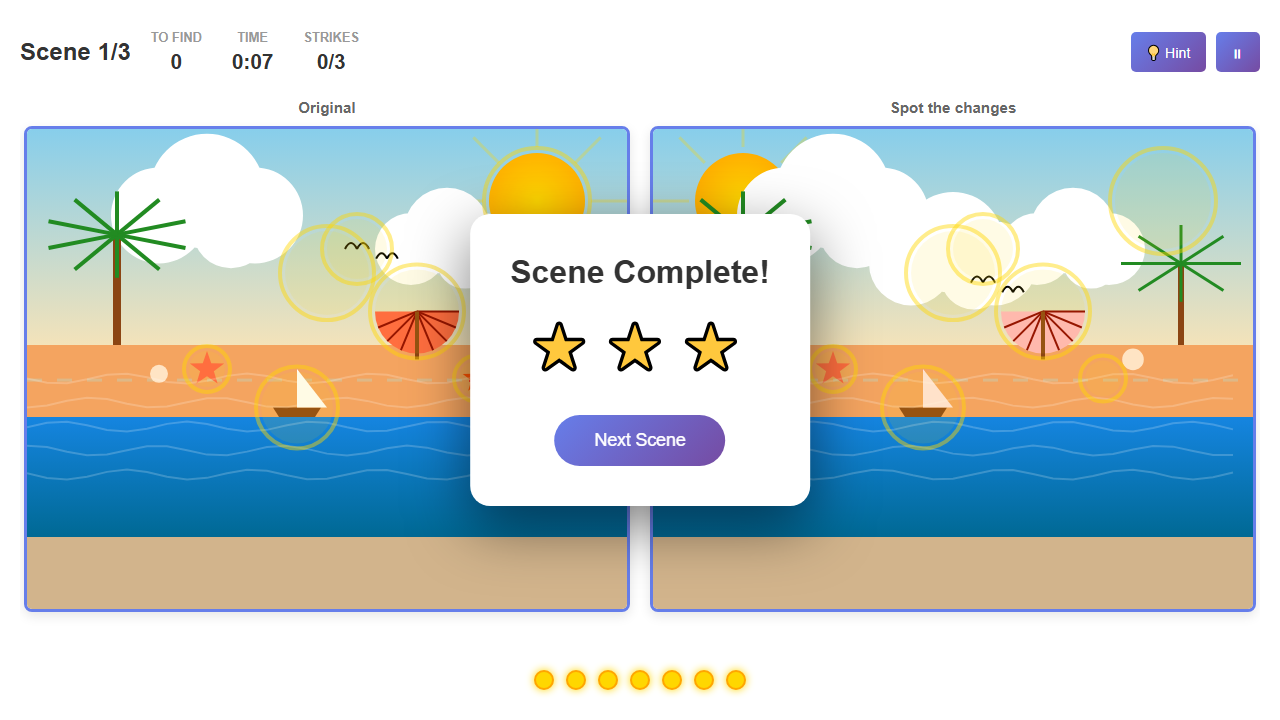 Scene 1/3
TO FIND
0
TIME
0:07
STRIKES
0/3
Hint
Original
Spot the changes
Scene Complete!
Next Scene